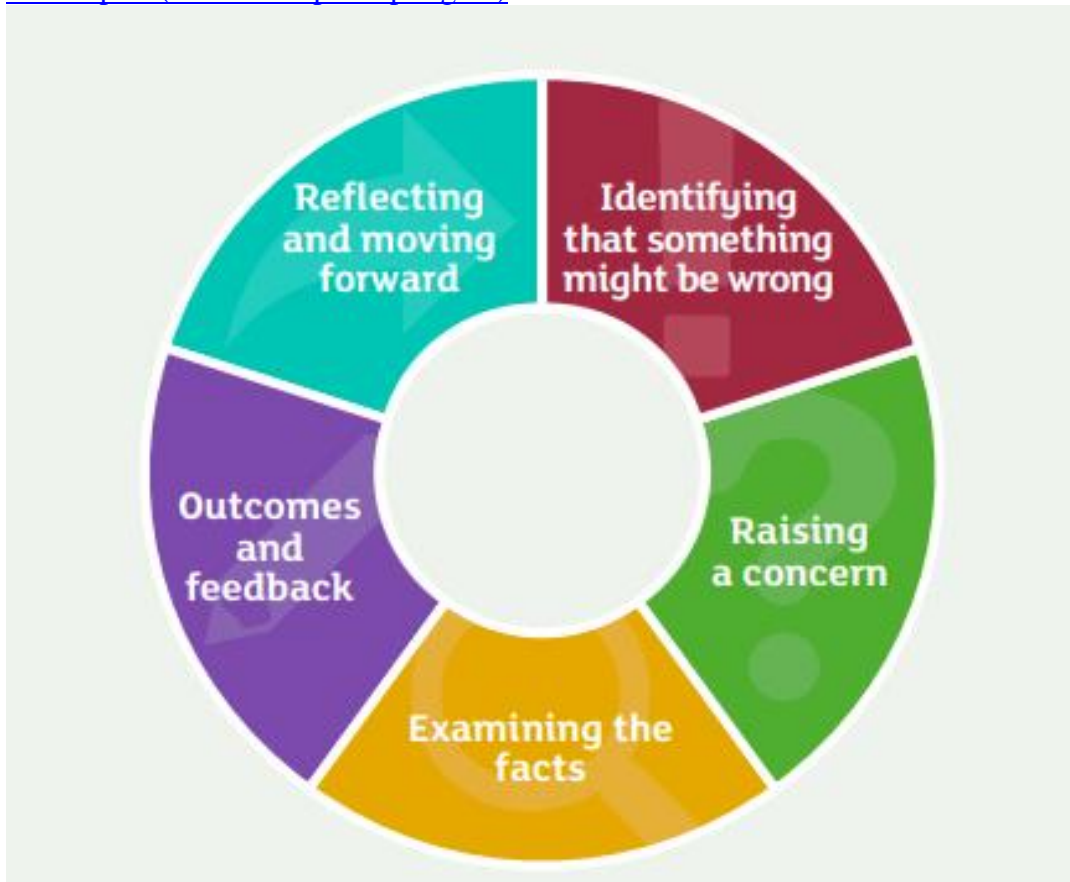 Identifying
that something
might be wrong
Raising
a concern
Examining the
facts
Outcomes
and
feedback
Reflecting
and moving
forward